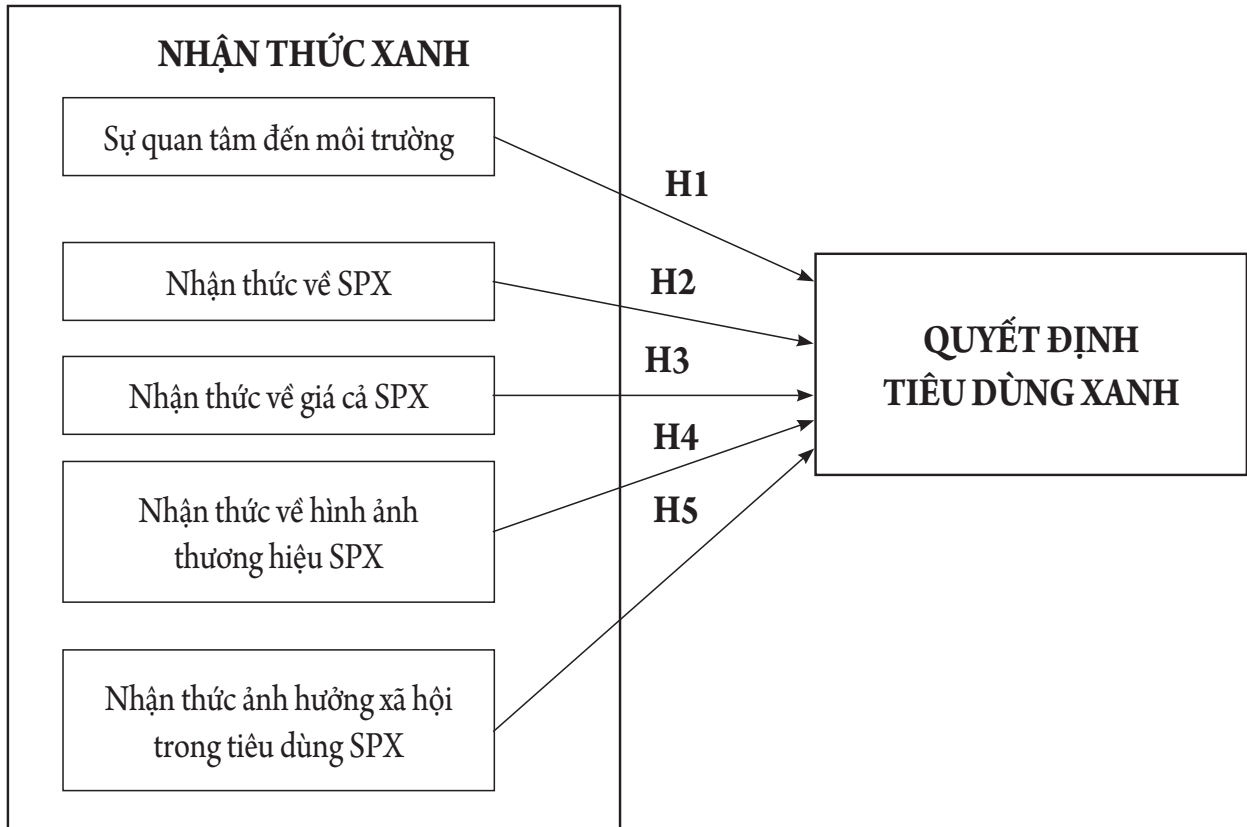 NHẬN THỨC XANH
Sự quan tâm đến môi trường
H1
Nhận thức về SPX
H2
Nhận thức về giá cả SPX
H3
Nhận thức về hình ảnh
thương hiệu SPX
H4
Nhận thức ảnh hưởng xã hội
trong tiêu dùng SPX
H5
QUYẾT ĐỊNH
TIÊU DÙNG XANH